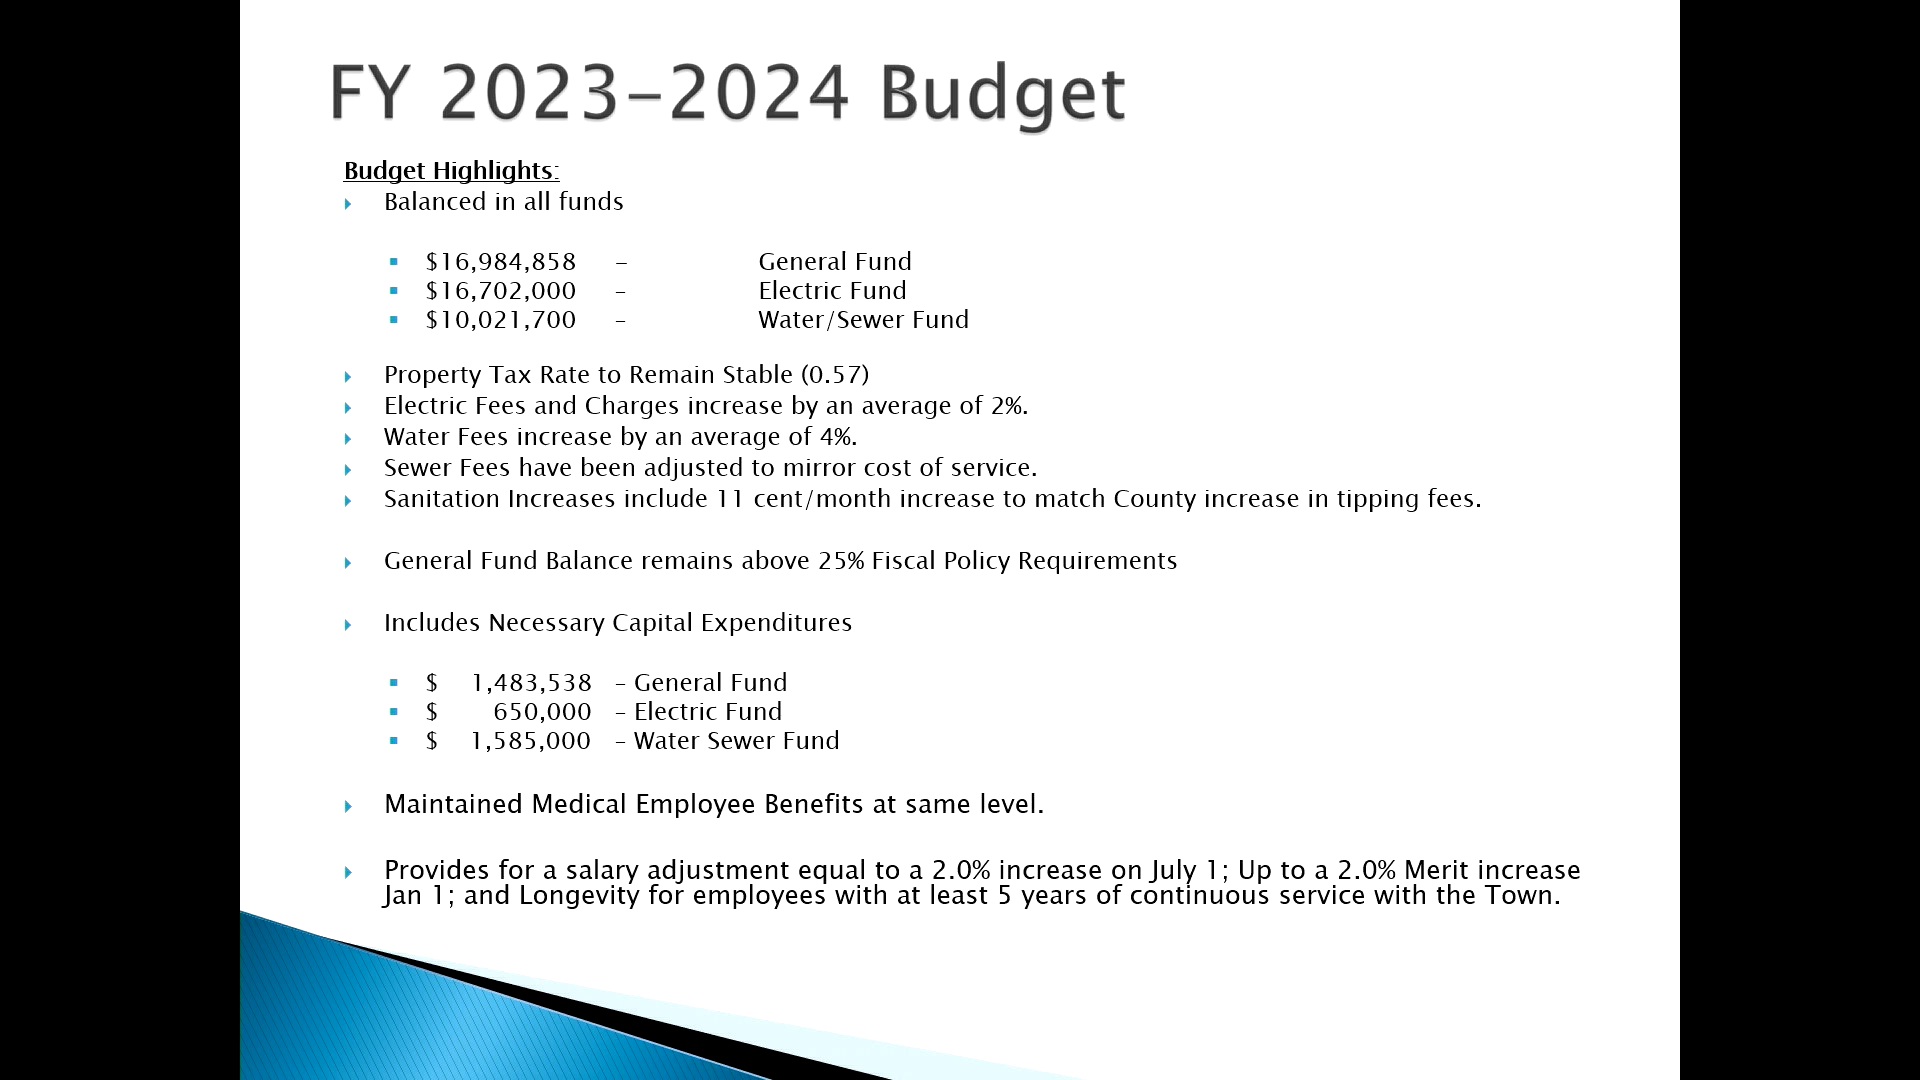 FY 2023-2024 Budget
Budget Highlights:
Balanced in all funds
$16,984,858 – General Fund
$16,702,000 – Electric Fund
$10,021,700 – Water/Sewer Fund
Property Tax Rate to Remain Stable (0.57)
Electric Fees and Charges increase by an average of 2%.
Water Fees increase by an average of 4%.
Sewer Fees have been adjusted to mirror cost of service.
Sanitation Increases include 11 cent/month increase to match County increase in tipping fees.
General Fund Balance remains above 25% Fiscal Policy Requirements
Includes Necessary Capital Expenditures
$ 1,483,538 – General Fund
$ 650,000 – Electric Fund
$ 1,585,000 – Water Sewer Fund
Maintained Medical Employee Benefits at same level.
Provides for a salary adjustment equal to a 2.0% increase on July 1; Up to a 2.0% Merit increase
Jan 1; and Longevity for employees with at least 5 years of continuous service with the Town.